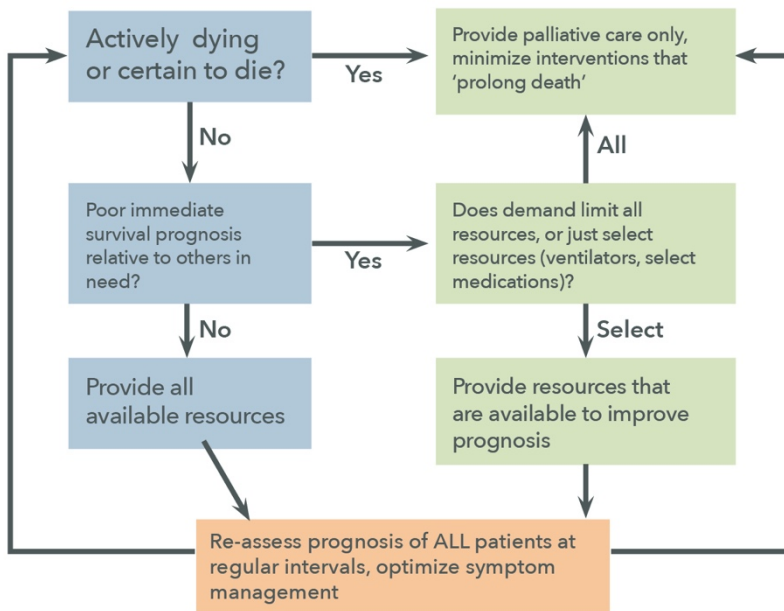 Actively dying
or certain to die?
Yes
Provide palliative care only,
minimize interventions that
‘prolong death’
No
All
Poor immediate
survival prognosis
relative to others in
need?
Yes
Does demand limit all
resources, or just select
resources (ventilators, select
medications)?
No
Select
Provide all
available resources
Provide resources that
are available to improve
prognosis
Re-assess prognosis of ALL patients at
regular intervals, optimize symptom
management